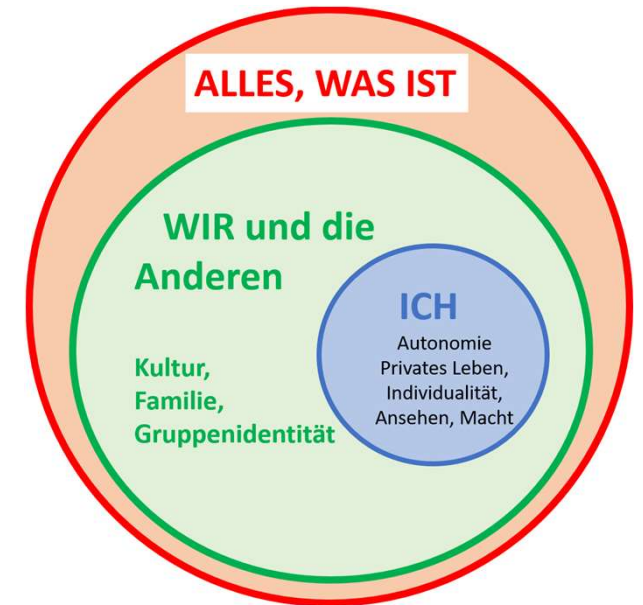 ALLES, WAS IST
WIR und die
Anderen
Kultur,
Familie,
Gruppenidentität
ICH
Autonomie
Privates Leben,
Individualität,
Ansehen, Macht